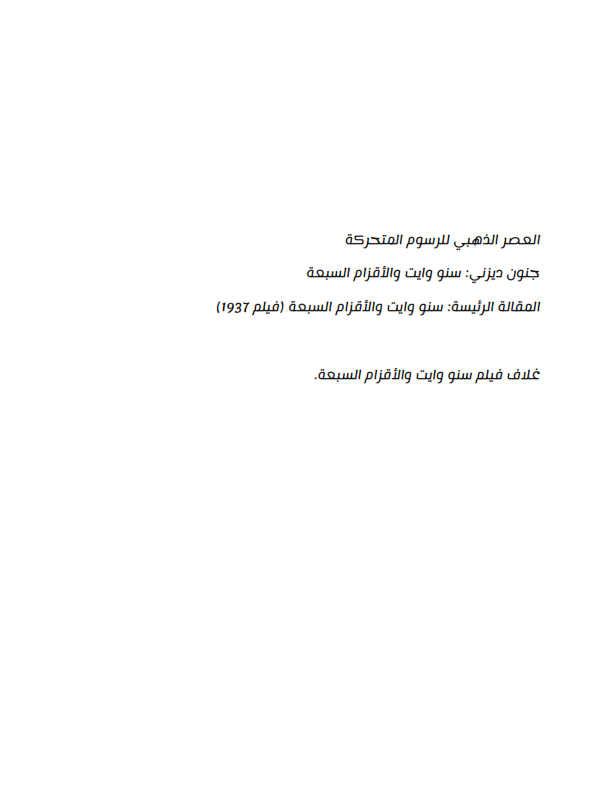 العصر الذهبي للرسوم المتحركة
جنون ديزني: سنو وايت والأقزام السبعة
المقالة الرئيسة: سنو وايت والأقزام السبعة (فيلم 1937)
غلاف فيلم سنو وايت والأقزام السبعة.